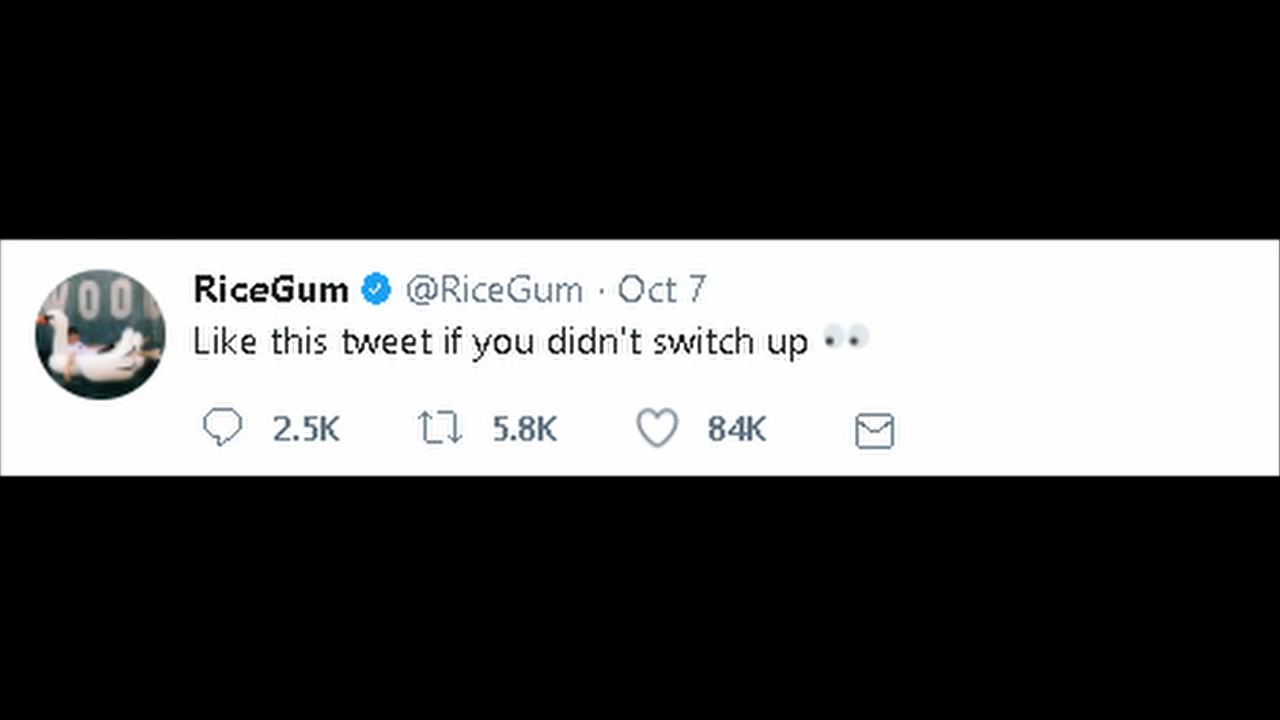 RiceGum @RiceGum · Oct 7
Like this tweet if you didn't switch up 👀
2.5K 5.8K 84K